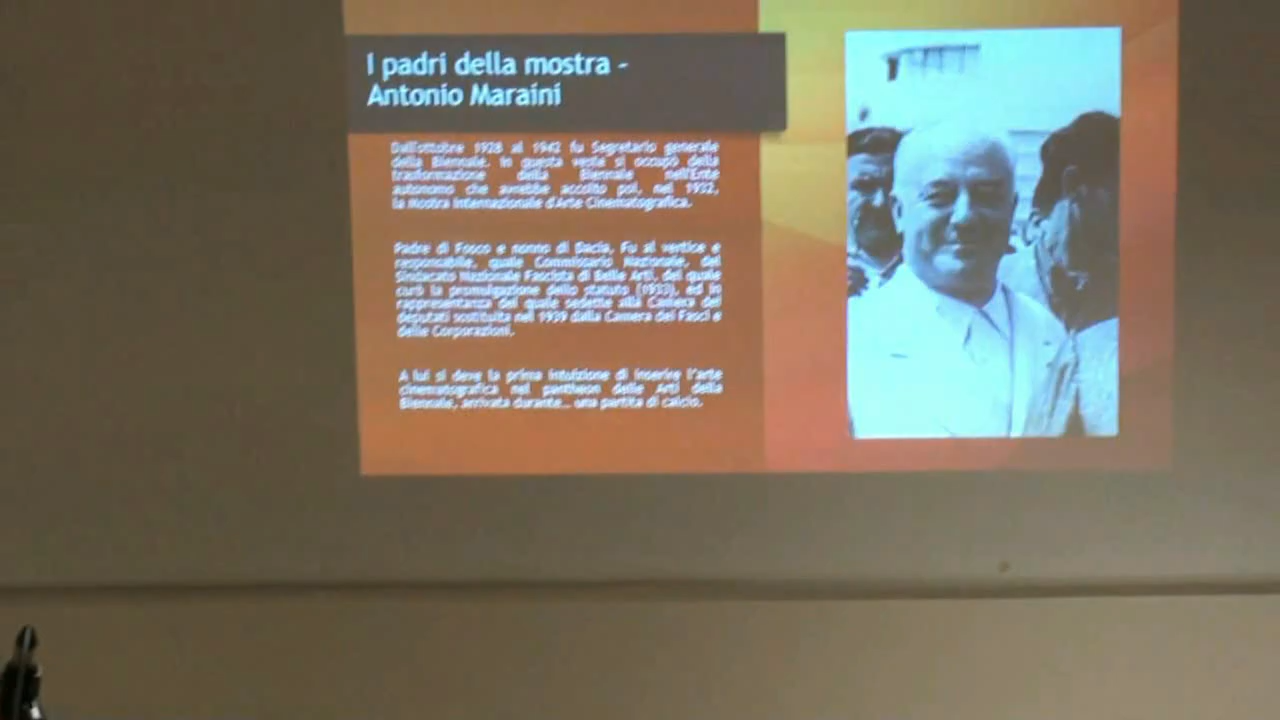 I padri della mostra -
Antonio Maraini
Dall'ottobre 1928 al 1942 fu Segretario generale
della Biennale. In questa veste si occupò della
trasformazione della Biennale nell'Ente
autonomo che avrebbe accolto poi, nel 1932,
la Mostra Internazionale d'Arte Cinematografica.
Padre di Fosco e nonno di Dacia, Fu al vertice e
responsabile, quale Commissario Nazionale, del
Sindacato Nazionale Fascista di Belle Arti, del quale
curò la promulgazione dello statuto (1933), ed in
rappresentanza del quale sedette alla Camera dei
deputati sostituita nel 1939 dalla Camera dei Fasci e
delle Corporazioni.
A lui si deve la prima intuizione di inserire l'arte
cinematografica nel pantheon delle Arti della
Biennale, arrivata durante... una partita di calcio.